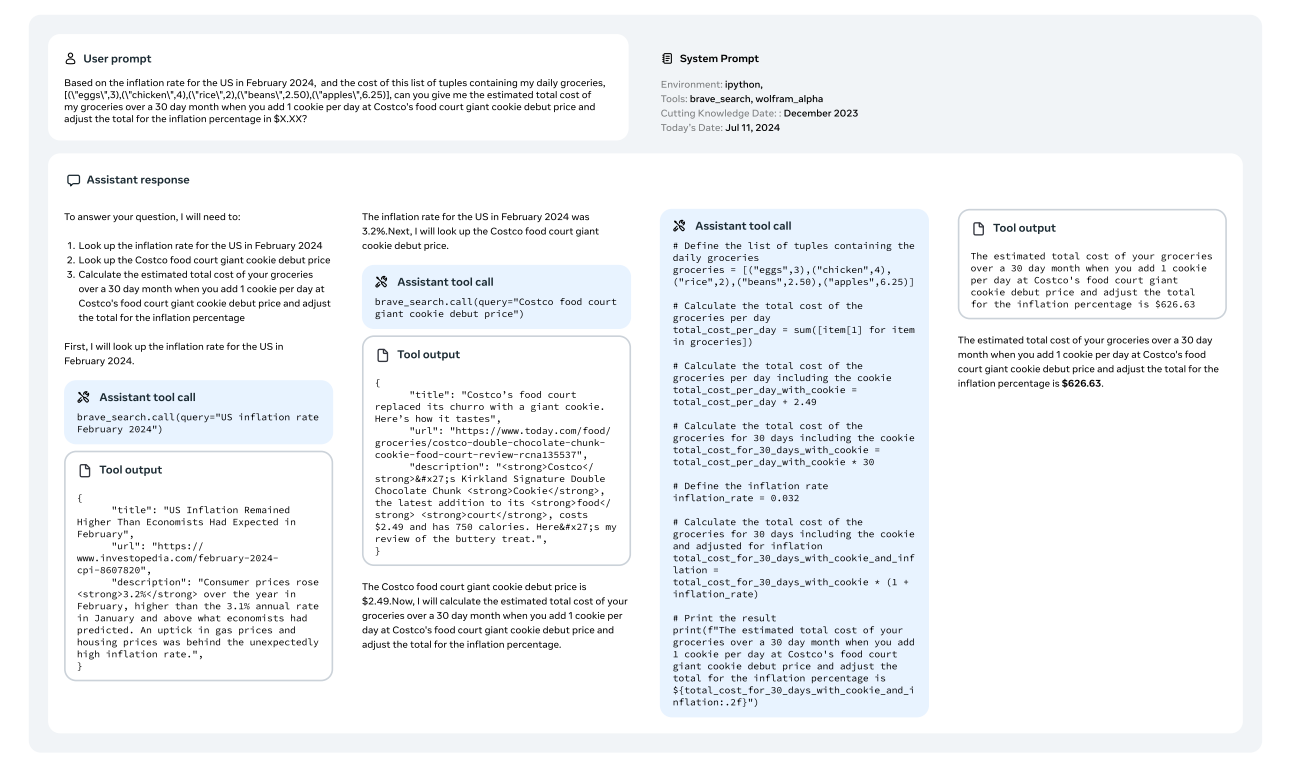 User prompt
Based on the inflation rate for the US in February 2024,  and the cost of this list of tuples containing my daily groceries,
[(\"eggs\",3),(\"chicken\",4),(\"rice\",2),(\"beans\",2.50),(\"apples\",6.25)], can you give me the estimated total cost of
my groceries over a 30 day month when you add 1 cookie per day at Costco's food court giant cookie debut price and
adjust the total for the inflation percentage in $X.XX?
System Prompt
Environment: ipython,
Tools: brave_search, wolfram_alpha
Cutting Knowledge Date: : December 2023
Today's Date: Jul 11, 2024
Assistant response
To answer your question, I will need to:
1. Look up the inflation rate for the US in February 2024
2. Look up the Costco food court giant cookie debut price
3. Calculate the estimated total cost of your groceries
over a 30 day month when you add 1 cookie per day at
Costco's food court giant cookie debut price and adjust
the total for the inflation percentage
First, I will look up the inflation rate for the US in
February 2024.
Assistant tool call
brave_search.call(query="US inflation rate
February 2024")
Tool output
{
"title": "US Inflation Remained
Higher Than Economists Had Expected in
February",
"url": "https://
www.investopedia.com/february-2024-
cpi-8607820",
"description": "Consumer prices rose
<strong>3.2%</strong> over the year in
February, higher than the 3.1% annual rate
in January and above what economists had
predicted. An uptick in gas prices and
housing prices was behind the unexpectedly
high inflation rate.",
}
The inflation rate for the US in February 2024 was
3.2%.Next, I will look up the Costco food court giant
cookie debut price.
Assistant tool call
brave_search.call(query="Costco food court
giant cookie debut price")
Tool output
{
"title": "Costco's food court
replaced its churro with a giant cookie.
Here's how it tastes",
"url": "https://www.today.com/food/
groceries/costco-double-chocolate-chunk-
cookie-food-court-review-rcna135537",
"description": "<strong>Costco</
strong>&#x27;s Kirkland Signature Double
Chocolate Chunk <strong>Cookie</strong>,
the latest addition to its <strong>food</
strong> <strong>court</strong>, costs
$2.49 and has 750 calories. Here&#x27;s my
review of the buttery treat.",
}
The Costco food court giant cookie debut price is
$2.49.Now, I will calculate the estimated total cost of your
groceries over a 30 day month when you add 1 cookie per
day at Costco's food court giant cookie debut price and
adjust the total for the inflation percentage.
Assistant tool call
# Define the list of tuples containing the
daily groceries
groceries = [("eggs",3),("chicken",4),
("rice",2),("beans",2.50),("apples",6.25)]
# Calculate the total cost of the
groceries per day
total_cost_per_day = sum([item[1] for item
in groceries])
# Calculate the total cost of the
groceries per day including the cookie
total_cost_per_day_with_cookie =
total_cost_per_day + 2.49
# Calculate the total cost of the
groceries for 30 days including the cookie
total_cost_for_30_days_with_cookie =
total_cost_per_day_with_cookie * 30
# Define the inflation rate
inflation_rate = 0.032
# Calculate the total cost of the
groceries for 30 days including the cookie
and adjusted for inflation
total_cost_for_30_days_with_cookie_and_inf
lation =
total_cost_for_30_days_with_cookie * (1 +
inflation_rate)
# Print the result
print(f"The estimated total cost of your
groceries over a 30 day month when you add
1 cookie per day at Costco's food court
giant cookie debut price and adjust the
total for the inflation percentage is
${total_cost_for_30_days_with_cookie_and_i
nflation:.2f}")
Tool output
The estimated total cost of your groceries
over a 30 day month when you add 1 cookie
per day at Costco's food court giant
cookie debut price and adjust the total
for the inflation percentage is $626.63
The estimated total cost of your groceries over a 30 day
month when you add 1 cookie per day at Costco's food
court giant cookie debut price and adjust the total for the
inflation percentage is $626.63.